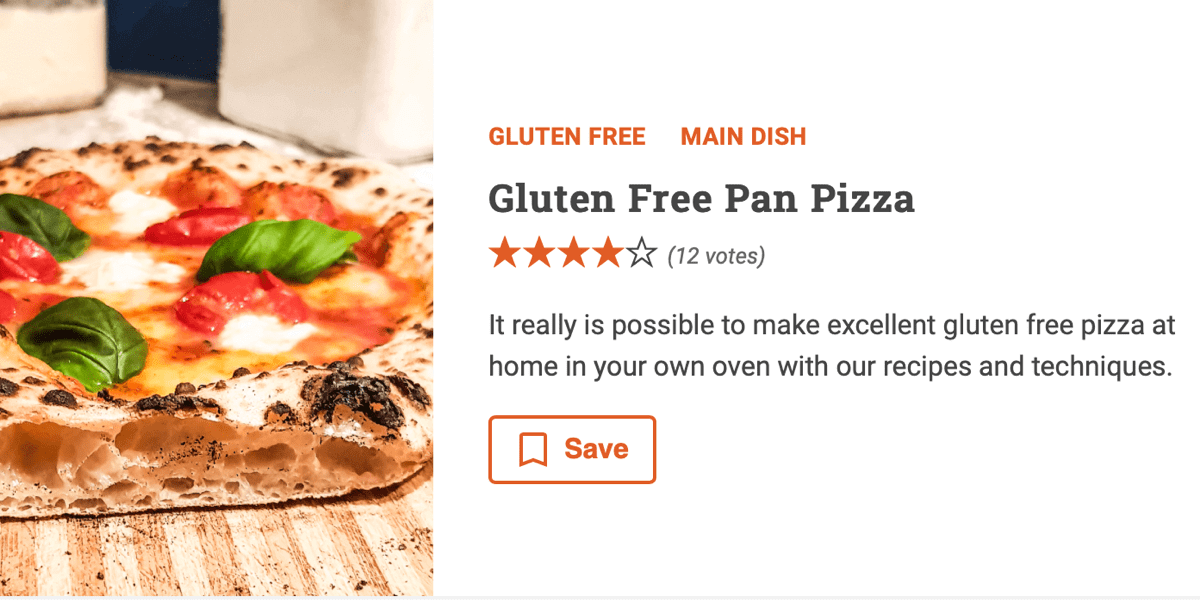 GLUTEN FREE MAIN DISH
Gluten Free Pan Pizza
(12 votes)
It really is possible to make excellent gluten free pizza at
home in your own oven with our recipes and techniques.
Save